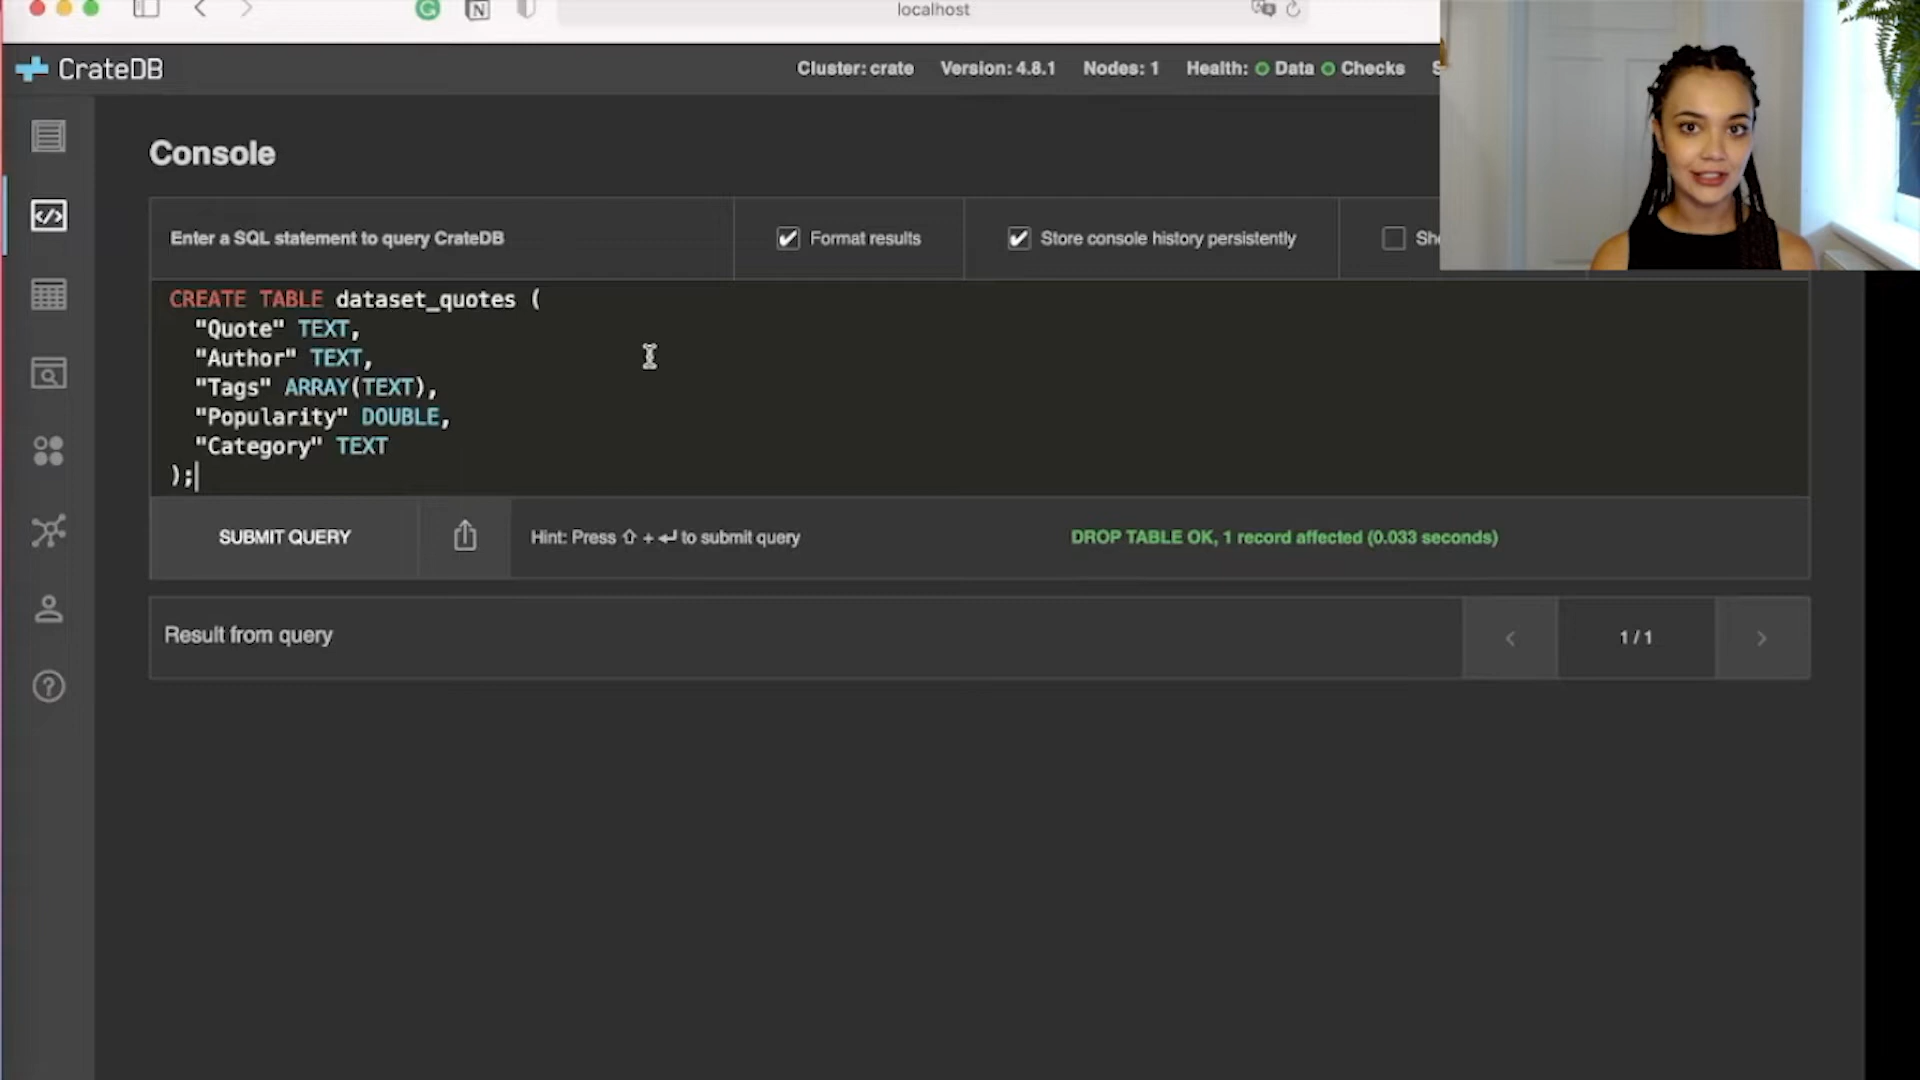 localhost
CrateDB
Cluster: crate
Version: 4.8.1
Nodes: 1
Health: Data Checks
Console
Enter a SQL statement to query CrateDB
Format results
Store console history persistently
CREATE TABLE dataset_quotes (
"Quote" TEXT,
"Author" TEXT,
"Tags" ARRAY(TEXT),
"Popularity" DOUBLE,
"Category" TEXT
);
SUBMIT QUERY
Hint: Press ⇧ + ↵ to submit query
DROP TABLE OK, 1 record affected (0.033 seconds)
Result from query
1 / 1